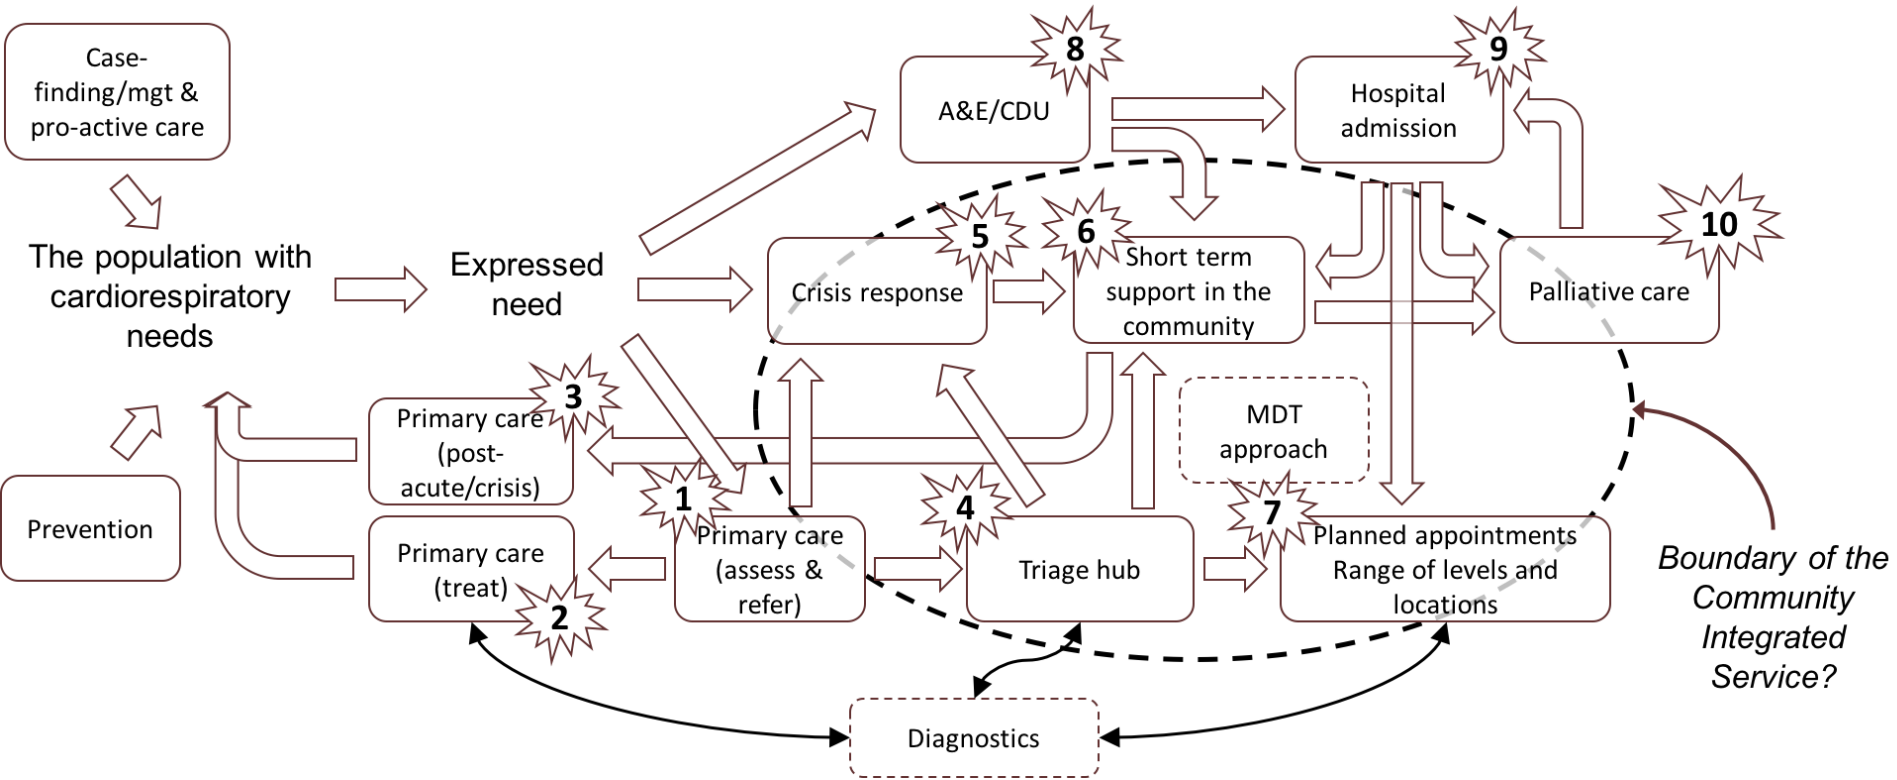 Case-
finding/mgt &
pro-active care
8
A&E/CDU
9
Hospital
admission
The population with
cardiorespiratory
needs
Expressed
need
5
Crisis response
6
Short term
support in the
community
10
Palliative care
3
Primary care
(post-
acute/crisis)
MDT
approach
Prevention
Primary care
(treat)
2
1
Primary care
(assess &
refer)
4
Triage hub
7
Planned appointments
Range of levels and
locations
Boundary of the
Community
Integrated
Service?
Diagnostics